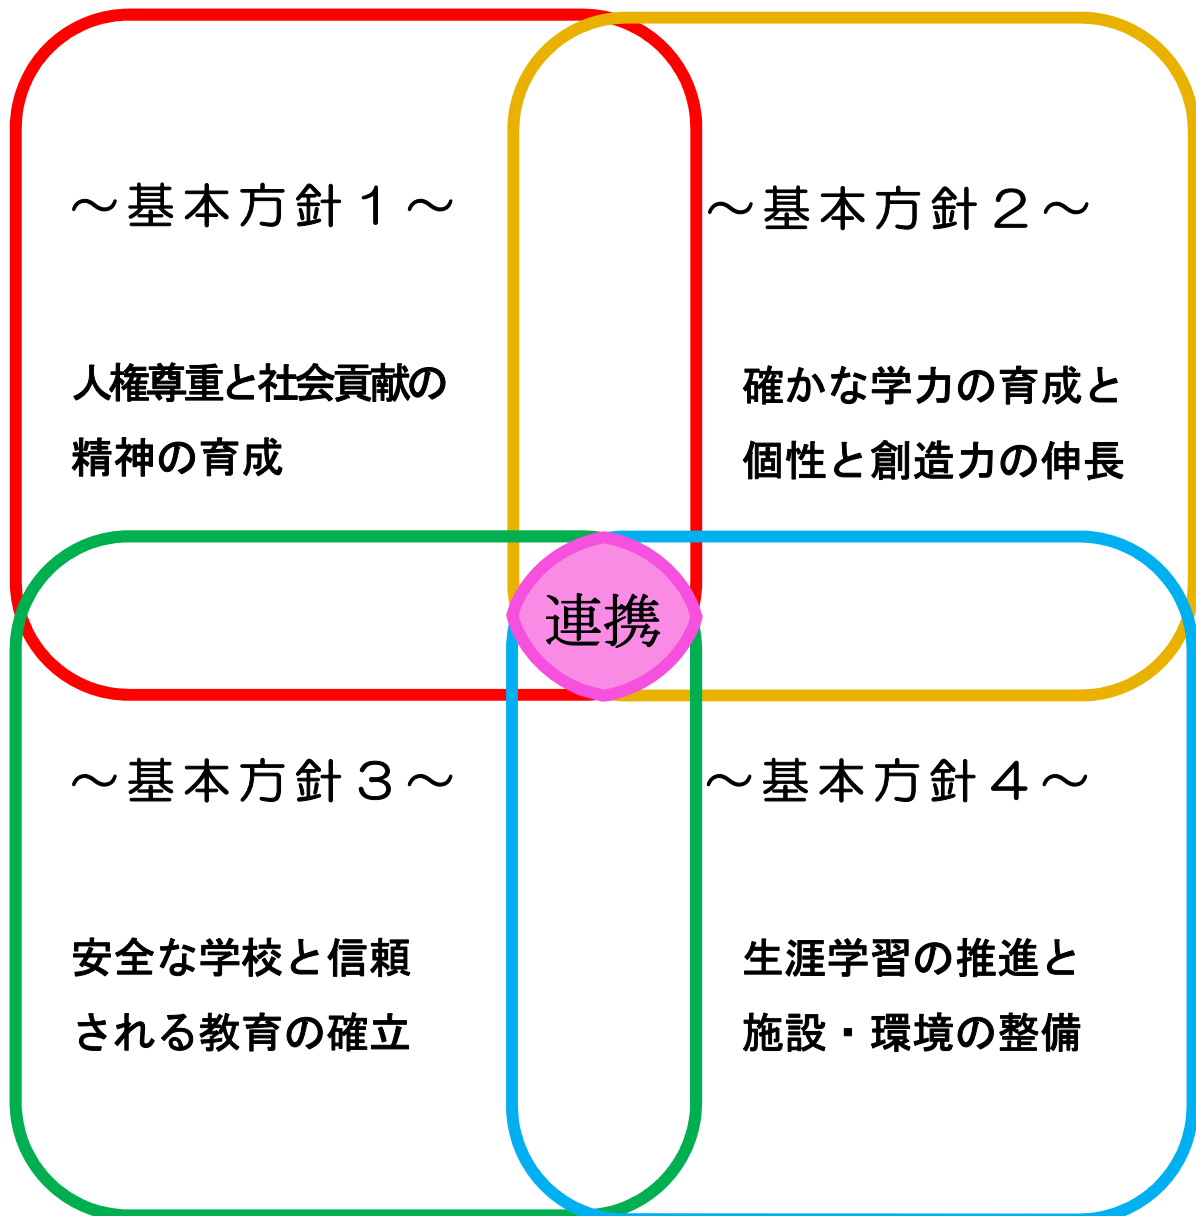 ～基本方針１～
人権尊重と社会貢献の
精神の育成
～基本方針２～
確かな学力の育成と
個性と創造力の伸長
連携
～基本方針３～
安全な学校と信頼
される教育の確立
～基本方針４～
生涯学習の推進と
施設・環境の整備